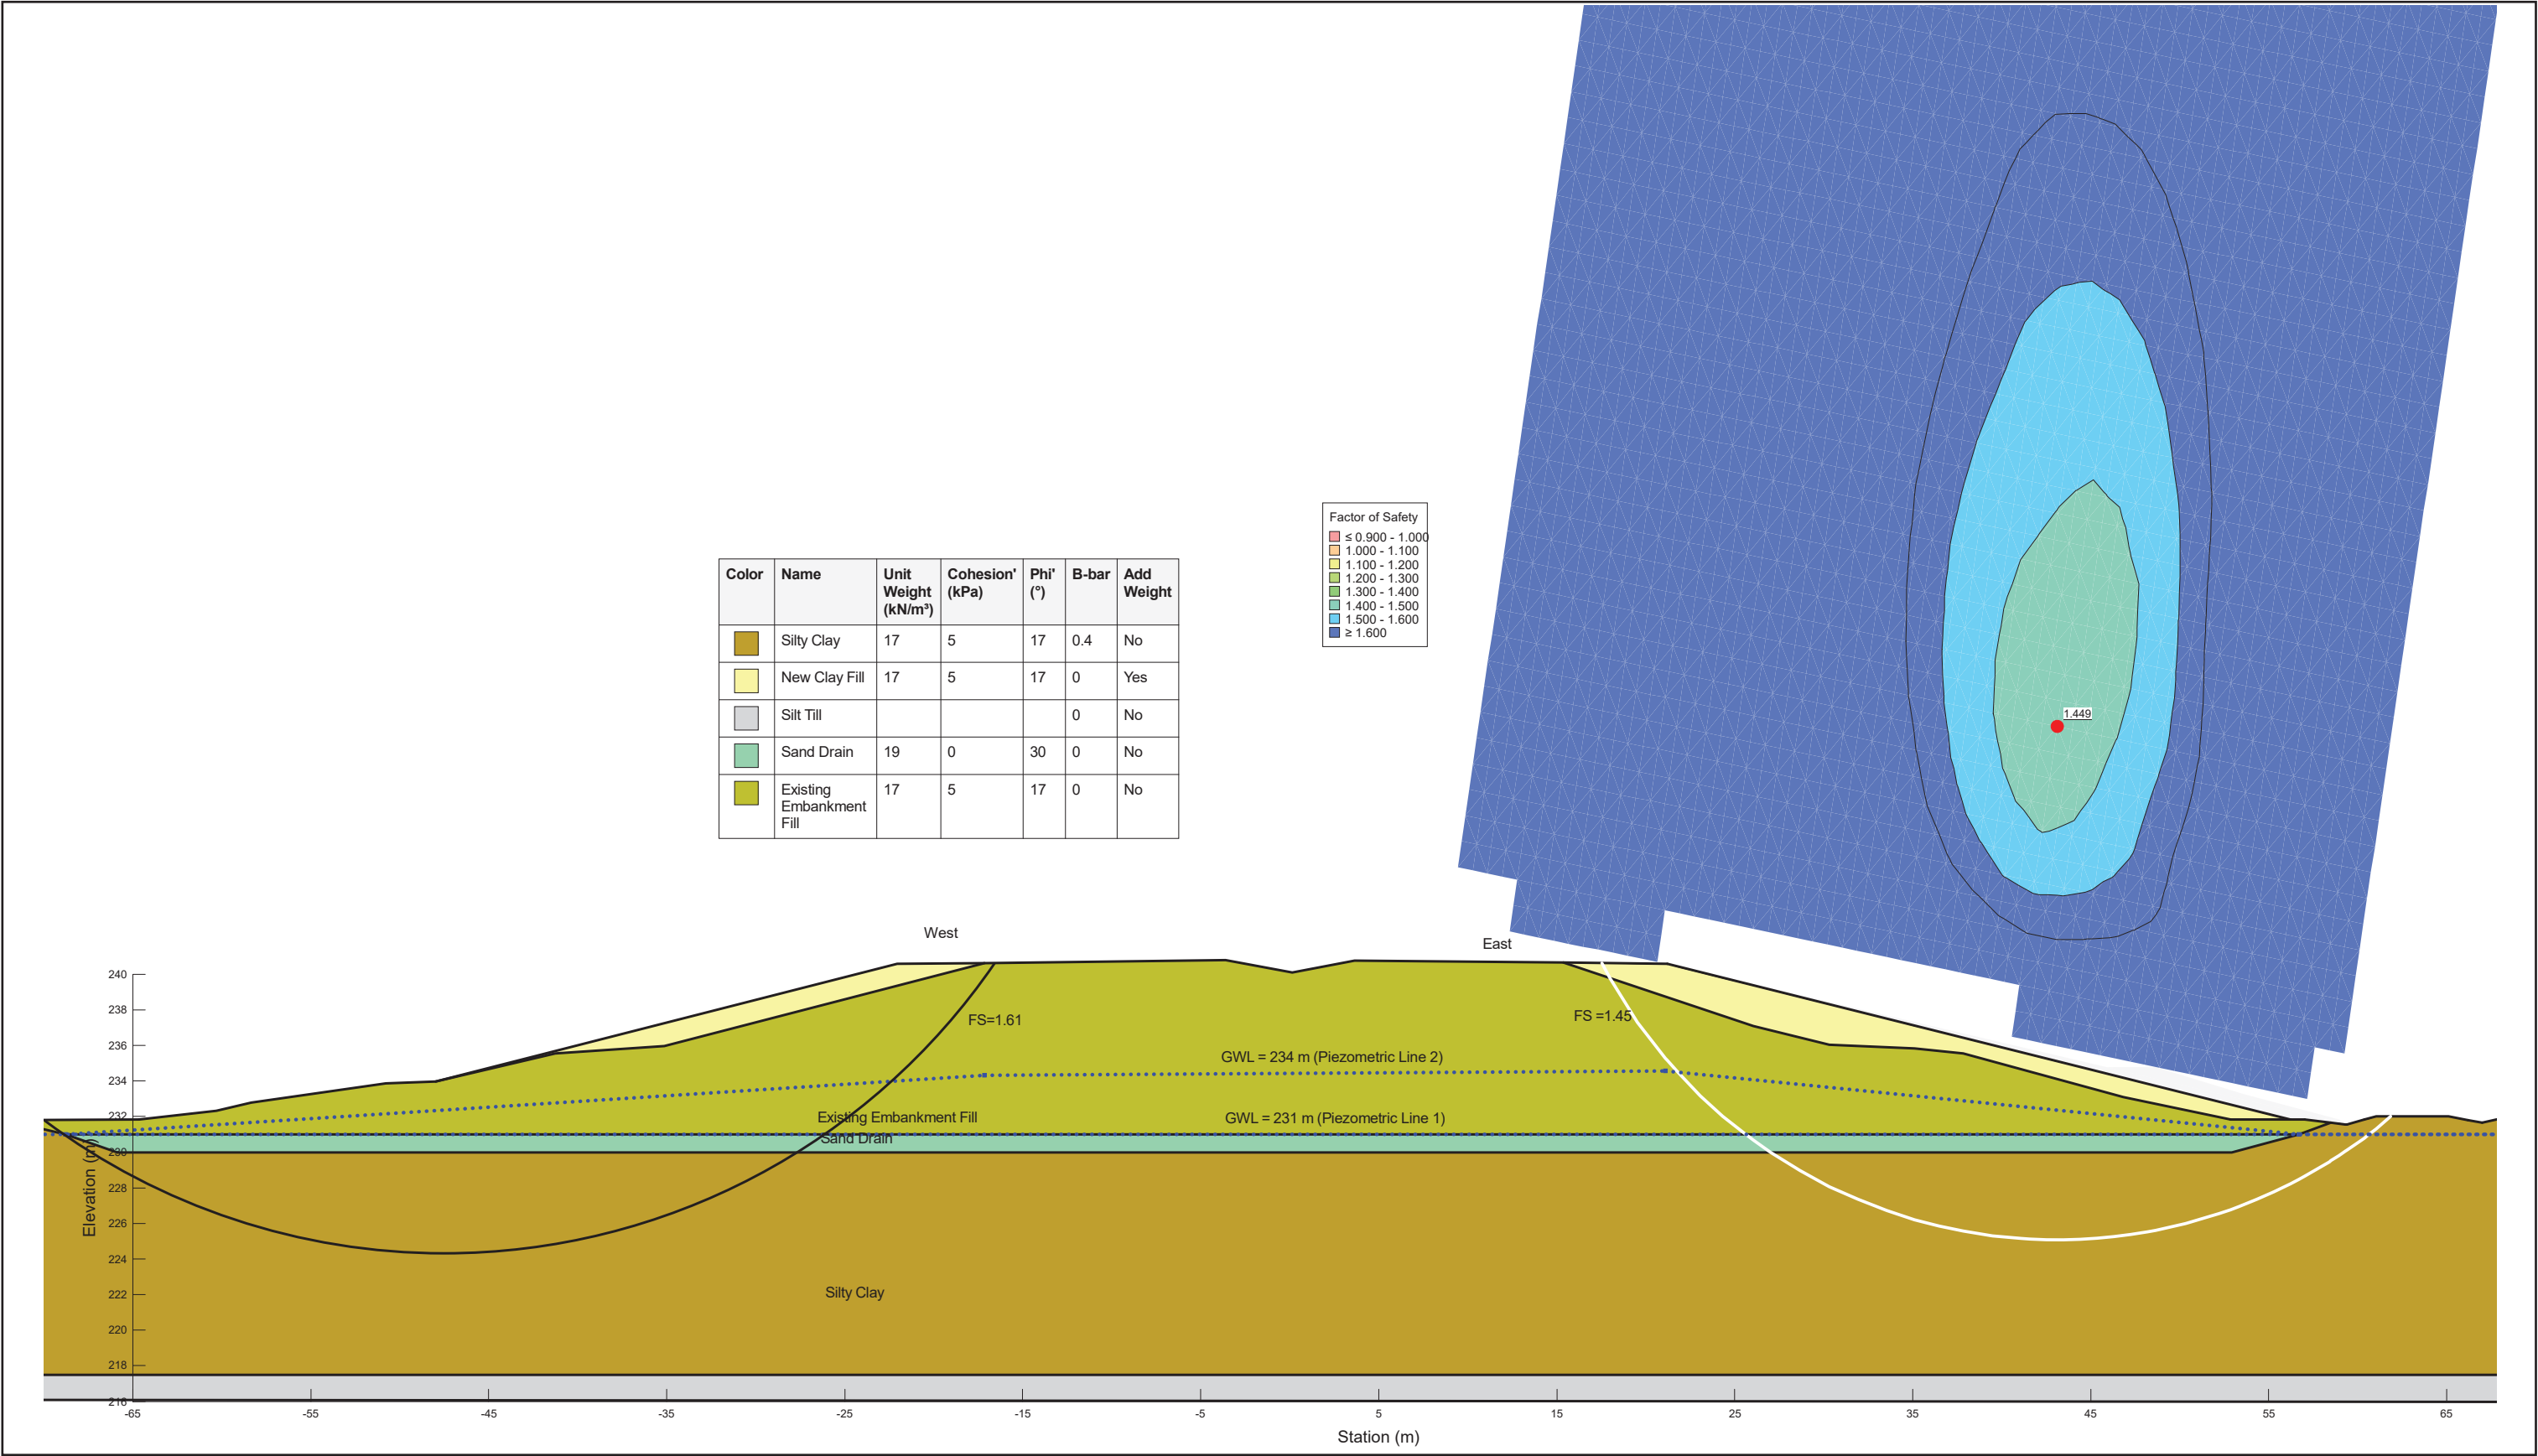 Factor of Safety
≤ 0.900 - 1.000
1.000 - 1.100
1.100 - 1.200
1.200 - 1.300
1.300 - 1.400
1.400 - 1.500
1.500 - 1.600
≥ 1.600
Color Name Unit Weight (kN/m³) Cohesion' (kPa) Phi' (°) B-bar Add Weight
Silty Clay 17 5 17 0.4 No
New Clay Fill 17 5 17 0 Yes
Silt Till 0 No
Sand Drain 19 0 30 0 No
Existing Embankment Fill 17 5 17 0 No
1.449
West
East
FS=1.61
FS =1.45
GWL = 234 m (Piezometric Line 2)
Existing Embankment Fill
GWL = 231 m (Piezometric Line 1)
Sand Drain
Silty Clay
Elevation (m)
240
238
236
234
232
230
228
226
224
222
220
218
216
-65 -55 -45 -35 -25 -15 -5 5 15 25 35 45 55 65
Station (m)